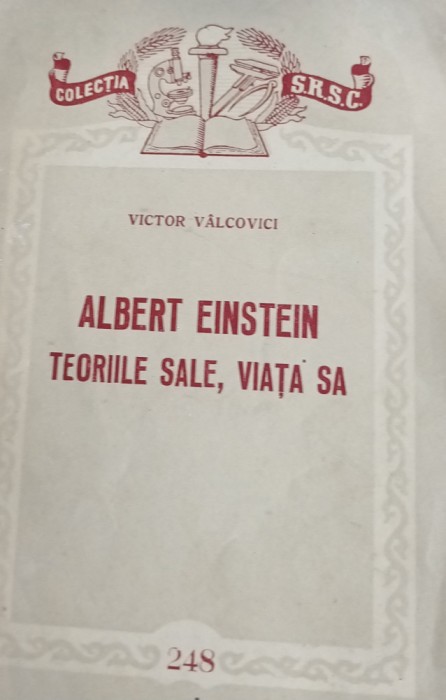 COLECȚIA S.R.S.C.
VICTOR VÂLCOVICI
ALBERT EINSTEIN
TEORIILE SALE, VIAȚA SA
248